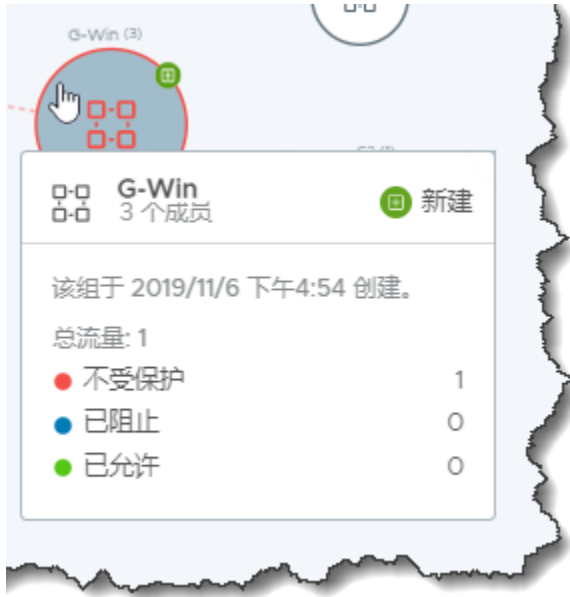 G-Win (3)
G-Win
3 个成员
新建
该组于 2019/11/6 下午4:54 创建。
总流量: 1
不受保护 1
已阻止 0
已允许 0